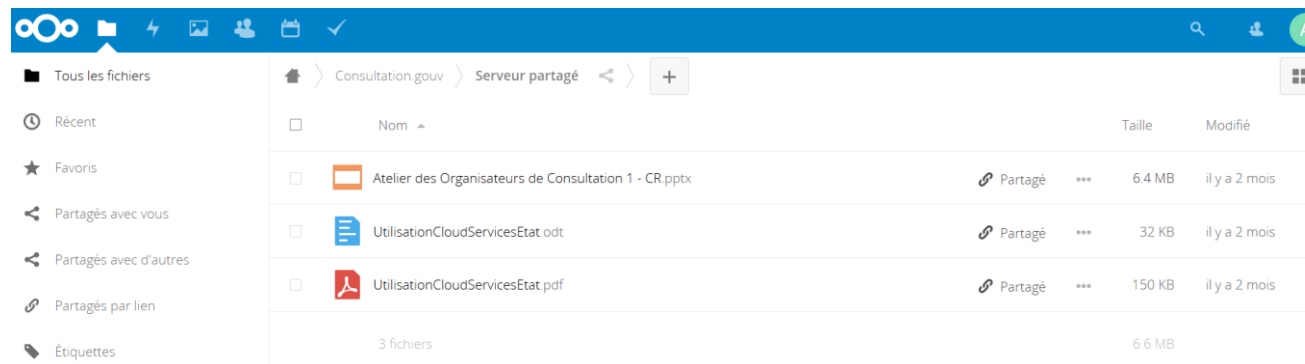 Tous les fichiers
Récent
Favoris
Partagés avec vous
Partagés avec d'autres
Partagés par lien
Étiquettes
Consultation.gouv Serveur partagé +
Nom Taille Modifié
Atelier des Organisateurs de Consultation 1 - CR.pptx Partagé ••• 6.4 MB il y a 2 mois
UtilisationCloudServicesEtat.odt Partagé ••• 32 KB il y a 2 mois
UtilisationCloudServicesEtat.pdf Partagé ••• 150 KB il y a 2 mois
3 fichiers 6.6 MB